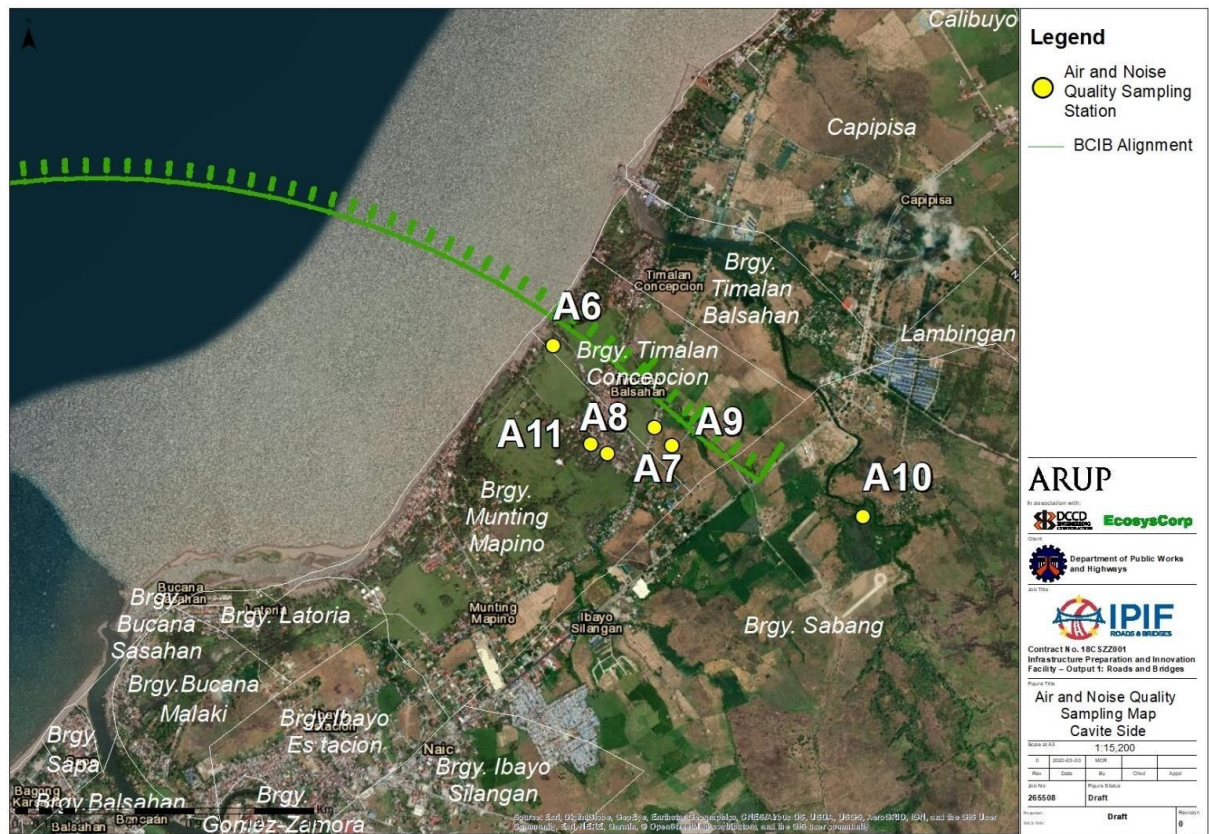 N
Calibuyo
Capipisa
Capipisa
Brgy.
Timalan
Balsahan
Timalan
Concepcion
Lambingan
A6
Brgy. Timalan
Concepcion
Balsahan
A11
A8
A9
A7
A10
Brgy.
Munting
Mapino
Munting
Mapino
Ibayo
Silangan
Brgy. Sabang
Bucana
Brgy.
Bucana
Sasahan
Brgy. Latoria
Brgy.Bucana
Malaki
Brgy.Ibayo
Es tacion
Naic
Brgy. Ibayo
Silangan
Brgy.
Sapa
Brgy.Balsahan
Balsahan
Bancaan
Brgy.
Gomez-Zamora
Km
Legend
Air and Noise
Quality Sampling
Station
BCIB Alignment
ARUP
In association with:
DCCD
ENGINEERING
CORPORATION
EcosysCorp
Client
Department of Public Works
and Highways
Job Title
IPIF
ROADS & BRIDGES
Contract No. 18CSZZ001
Infrastructure Preparation and Innovation
Facility – Output 1: Roads and Bridges
Figure Title
Air and Noise Quality
Sampling Map
Cavite Side
Scale at A3
1:15,200
0 2020-03-30 MOR
Rev Date By Chkd Appd
Job No
265508
Figure Status
Draft
Draft
Revision
0